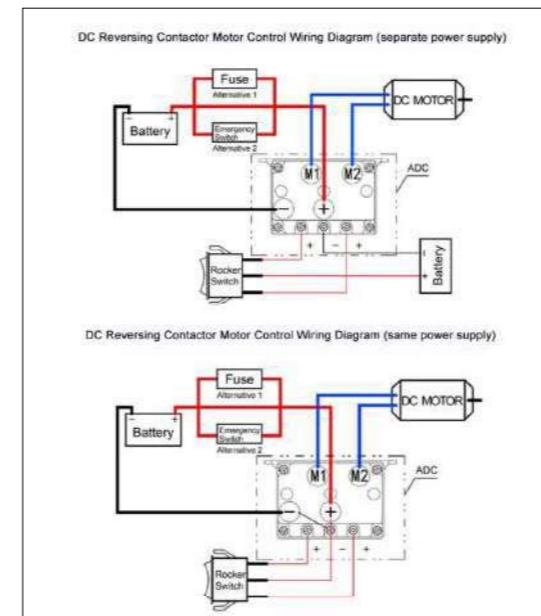 DC Reversing Contactor Motor Control Wiring Diagram (separate power supply)
Fuse
Alternative 1
DC MOTOR
- +
Battery
Emergency
Switch
Alternative 2
M1 M2
ADC
- +
+ - +
Rocker
Switch
- +
Battery
DC Reversing Contactor Motor Control Wiring Diagram (same power supply)
Fuse
Alternative 1
DC MOTOR
- +
Battery
Emergency
Switch
Alternative 2
M1 M2
ADC
- +
+ - +
Rocker
Switch